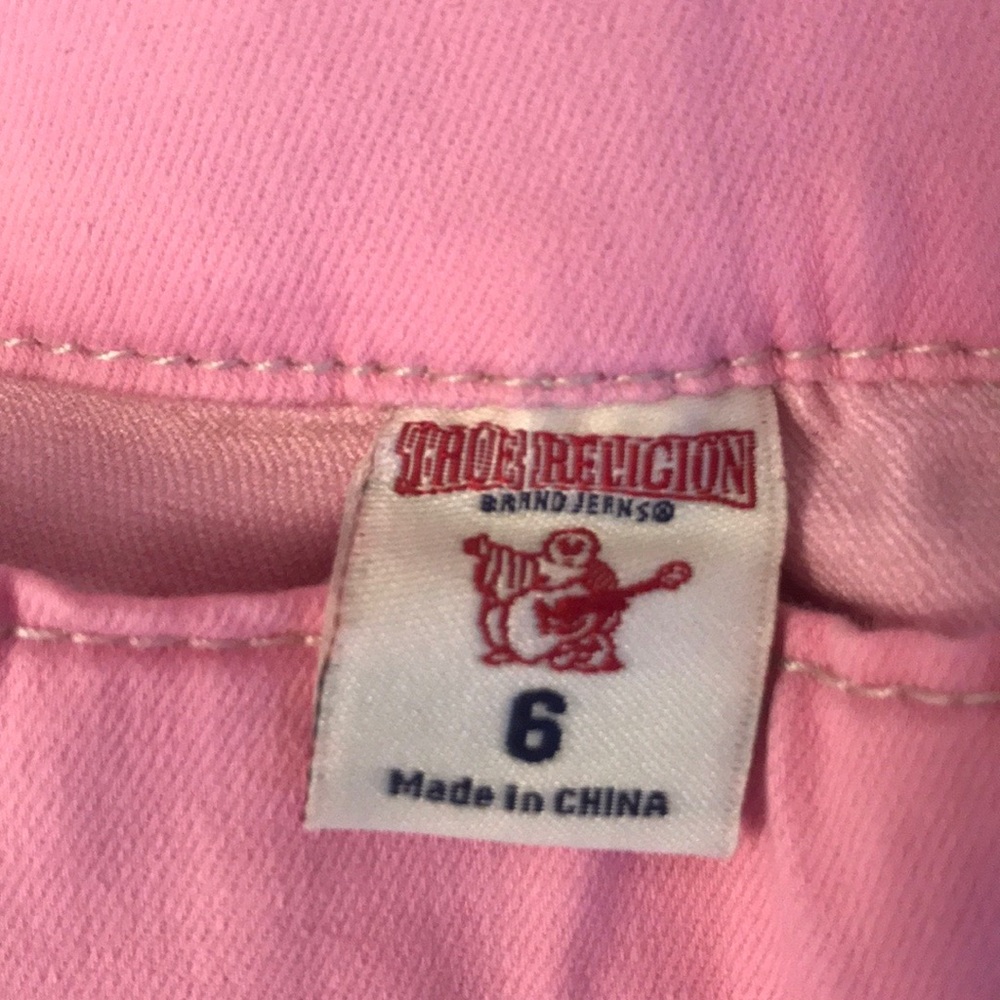 TRUE RELIGION
BRAND JEANS®
6
Made In CHINA